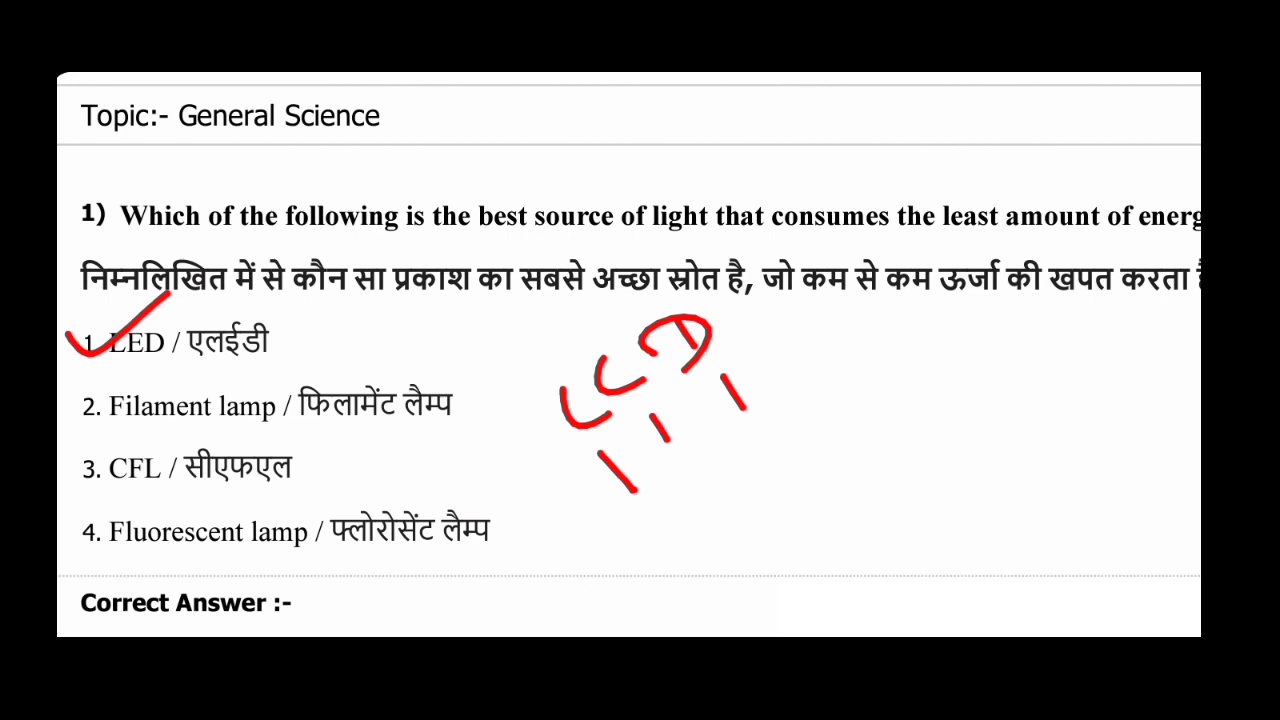 Topic:- General Science
1) Which of the following is the best source of light that consumes the least amount of energ
निम्नलिखित में से कौन सा प्रकाश का सबसे अच्छा स्रोत है, जो कम से कम ऊर्जा की खपत करता
1. LED / एलईडी
2. Filament lamp / फिलामेंट लैम्प
3. CFL / सीएफएल
4. Fluorescent lamp / फ्लोरोसेंट लैम्प
Correct Answer :-